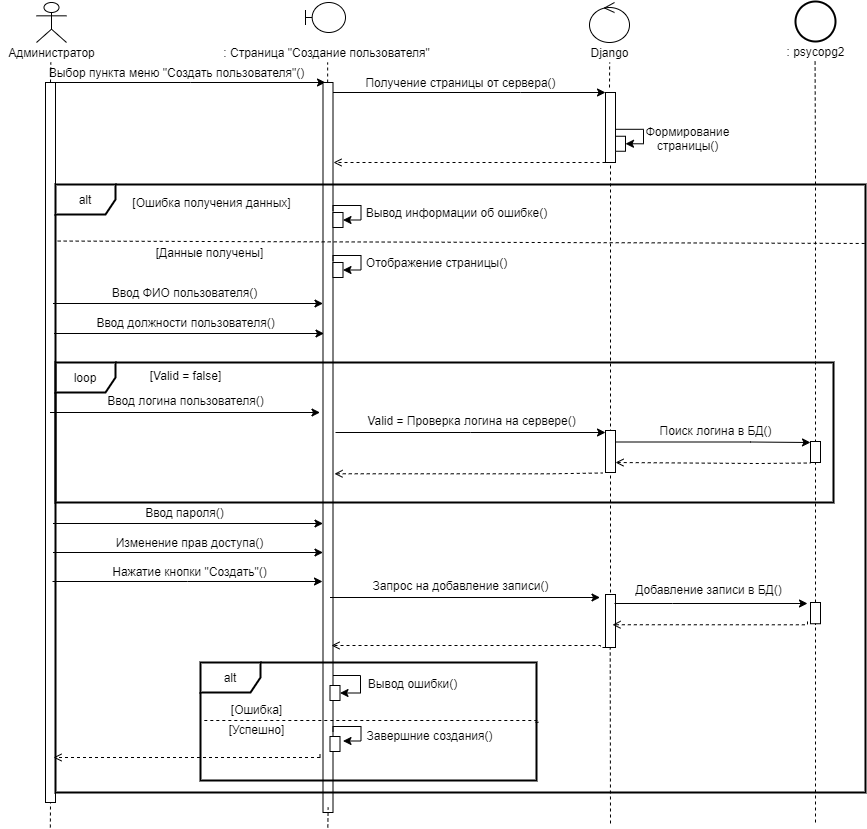 Администратор
: Страница "Создание пользователя"
Django
: psycopg2
Выбор пункта меню "Создать пользователя"()
Получение страницы от сервера()
Формирование
страницы()
alt
[Ошибка получения данных]
Вывод информации об ошибке()
[Данные получены]
Отображение страницы()
Ввод ФИО пользователя()
Ввод должности пользователя()
loop
[Valid = false]
Ввод логина пользователя()
Valid = Проверка логина на сервере()
Поиск логина в БД()
Ввод пароля()
Изменение прав доступа()
Нажатие кнопки "Создать"()
Запрос на добавление записи()
Добавление записи в БД()
alt
Вывод ошибки()
[Ошибка]
[Успешно]
Завершние создания()